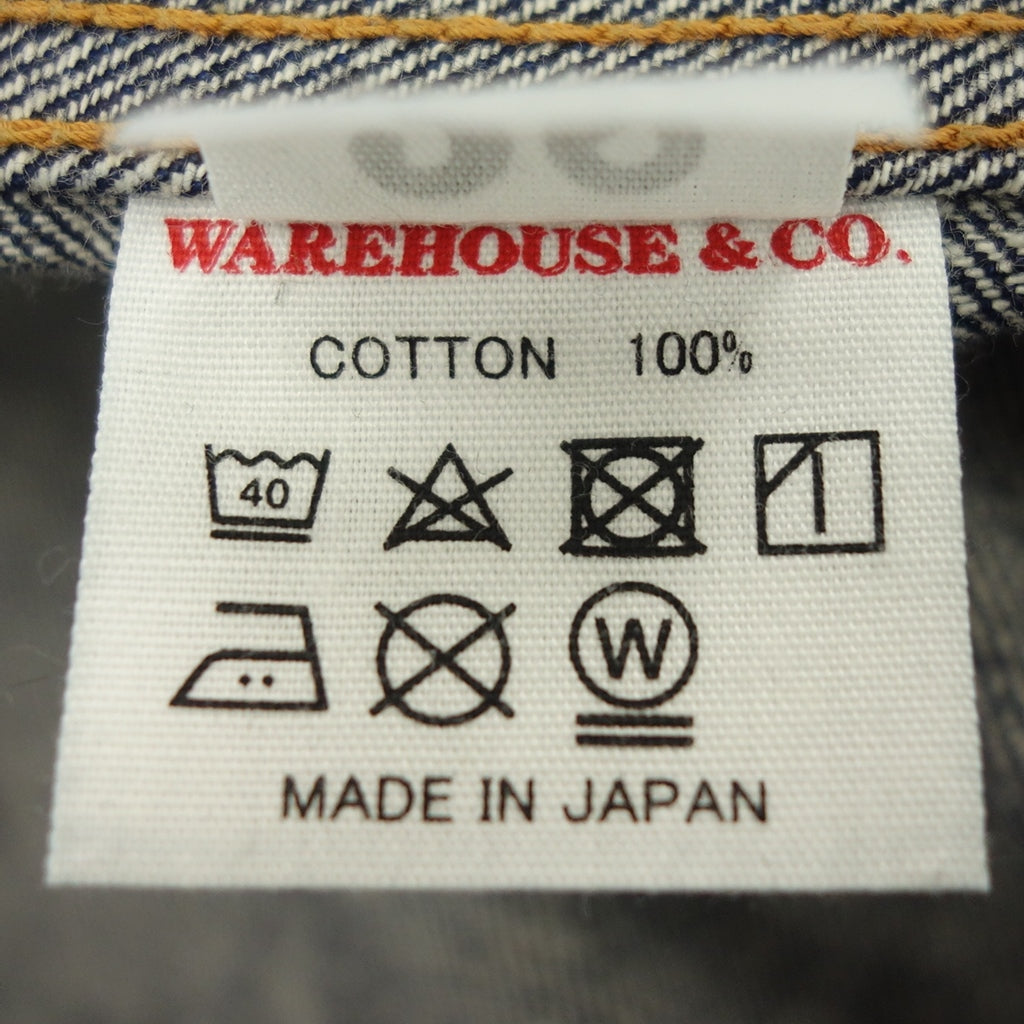 WAREHOUSE & CO.
COTTON 100%
40
W
MADE IN JAPAN